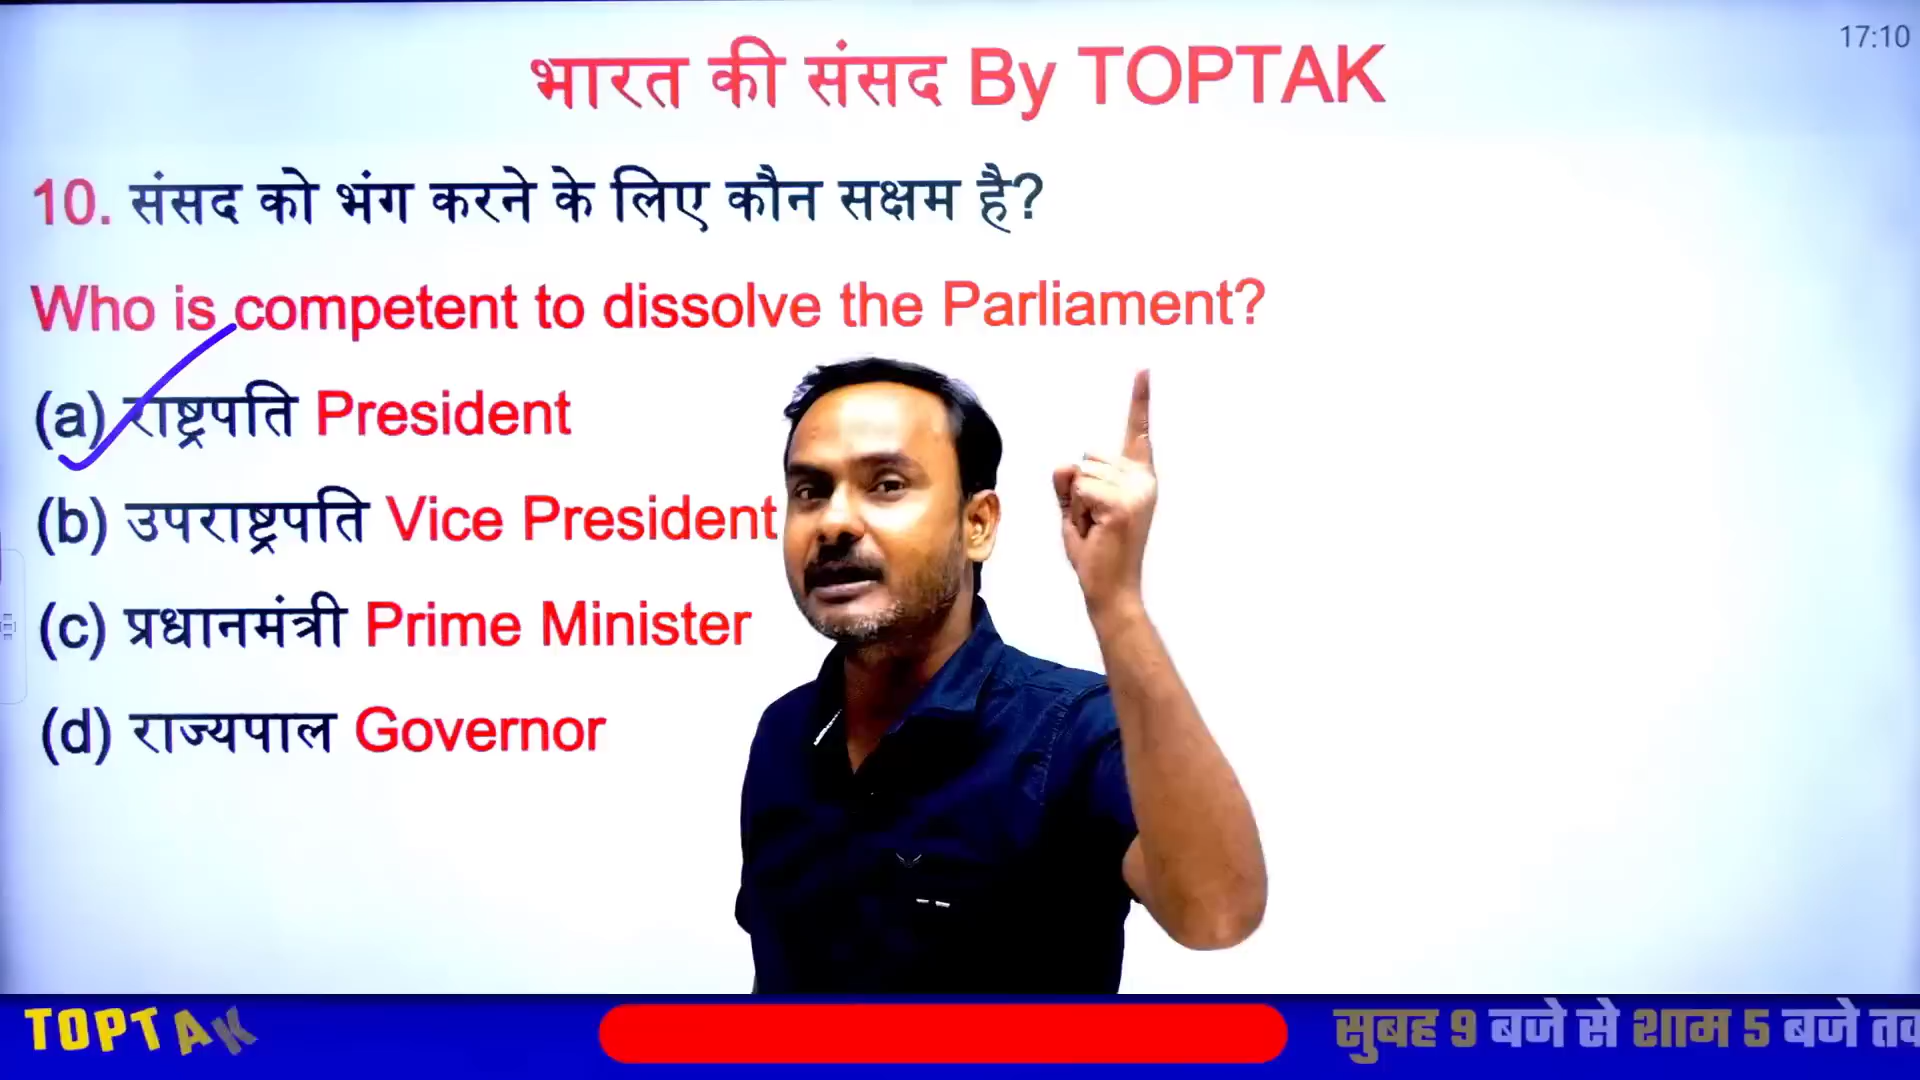 17:10
भारत की संसद By TOPTAK
10. संसद को भंग करने के लिए कौन सक्षम है?
Who is competent to dissolve the Parliament?
(a) राष्ट्रपति President
(b) उपराष्ट्रपति Vice President
(c) प्रधानमंत्री Prime Minister
(d) राज्यपाल Governor
TOPTAK
सुबह 9 बजे से शाम 5 बजे